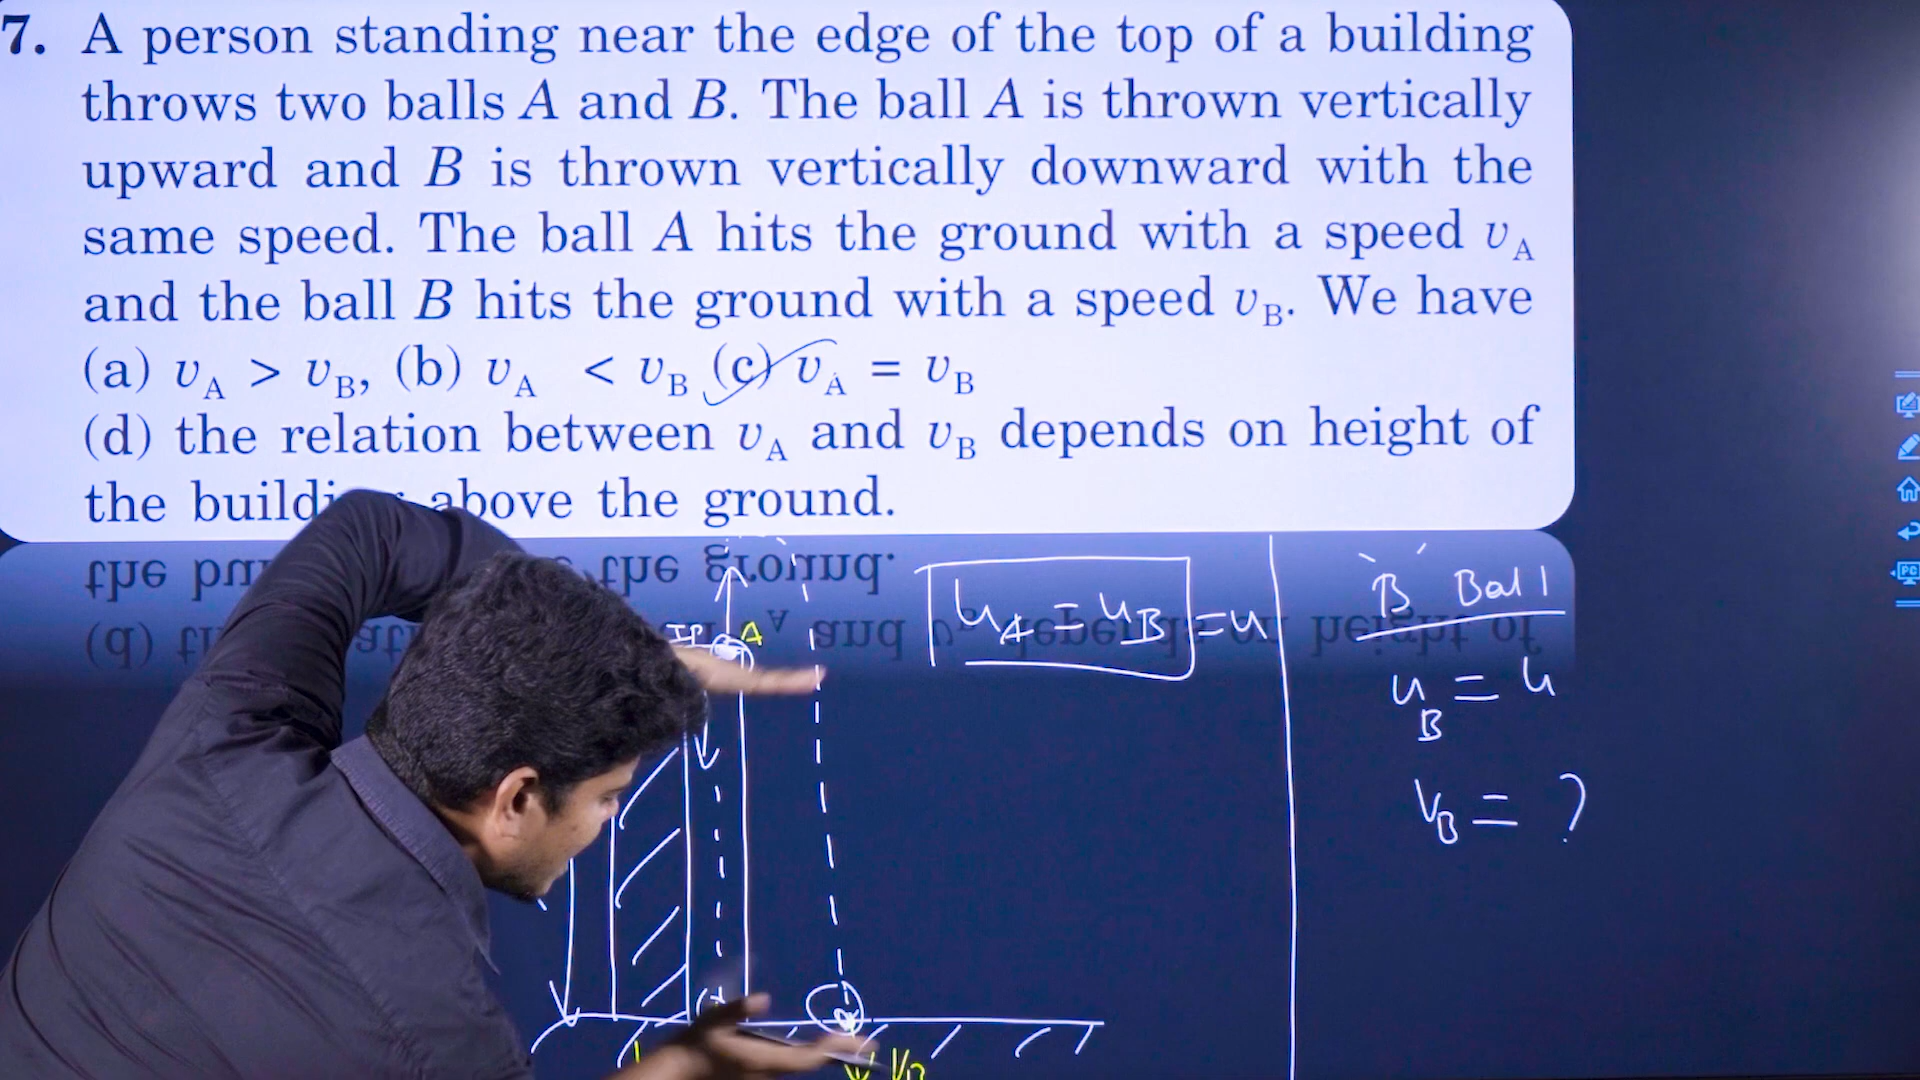 7. A person standing near the edge of the top of a building
throws two balls A and B. The ball A is thrown vertically
upward and B is thrown vertically downward with the
same speed. The ball A hits the ground with a speed v_A
and the ball B hits the ground with a speed v_B. We have
(a) v_A > v_B, (b) v_A < v_B (c) v_A = v_B
(d) the relation between v_A and v_B depends on height of
the above the ground.
u_A = u_B = u
A
B Ball
u_B = u
v_B = ?
PC